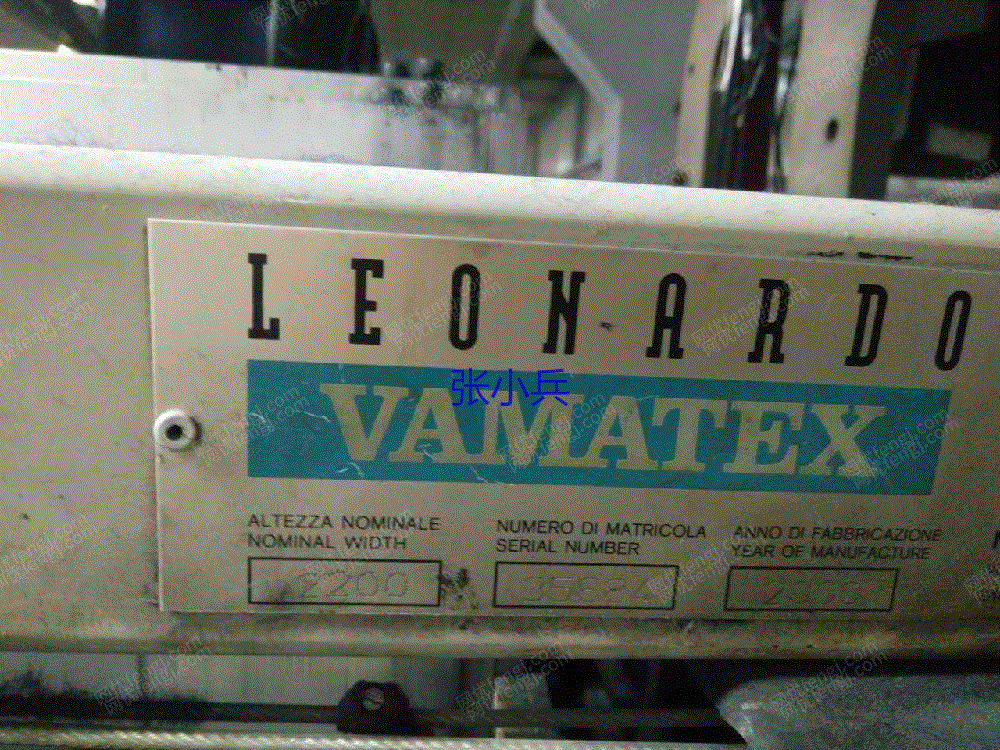 LEONARDO
张小兵
VAMATEX
ALTEZZA NOMINALE
NOMINAL WIDTH
2200
NUMERO DI MATRICOLA
SERIAL NUMBER
ANNO DI FABBRICAZIONE
YEAR OF MANUFACTURE